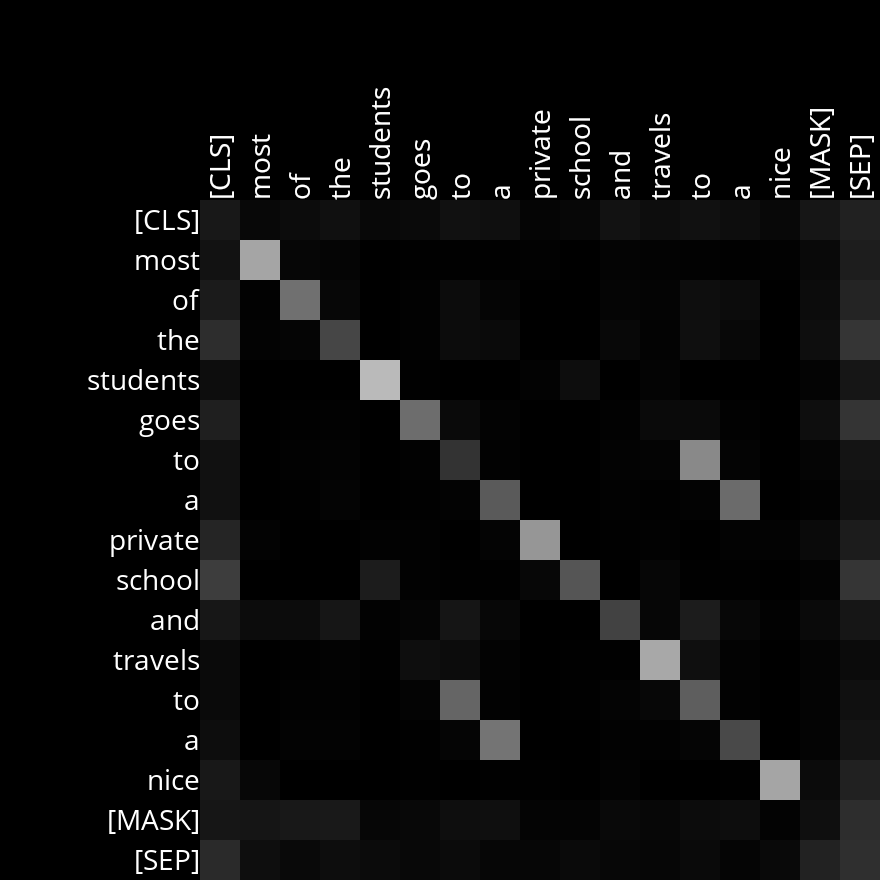 [CLS] most of the students goes to a private school and travels to a nice [MASK] [SEP]
[CLS]
most
of
the
students
goes
to
a
private
school
and
travels
to
a
nice
[MASK]
[SEP]